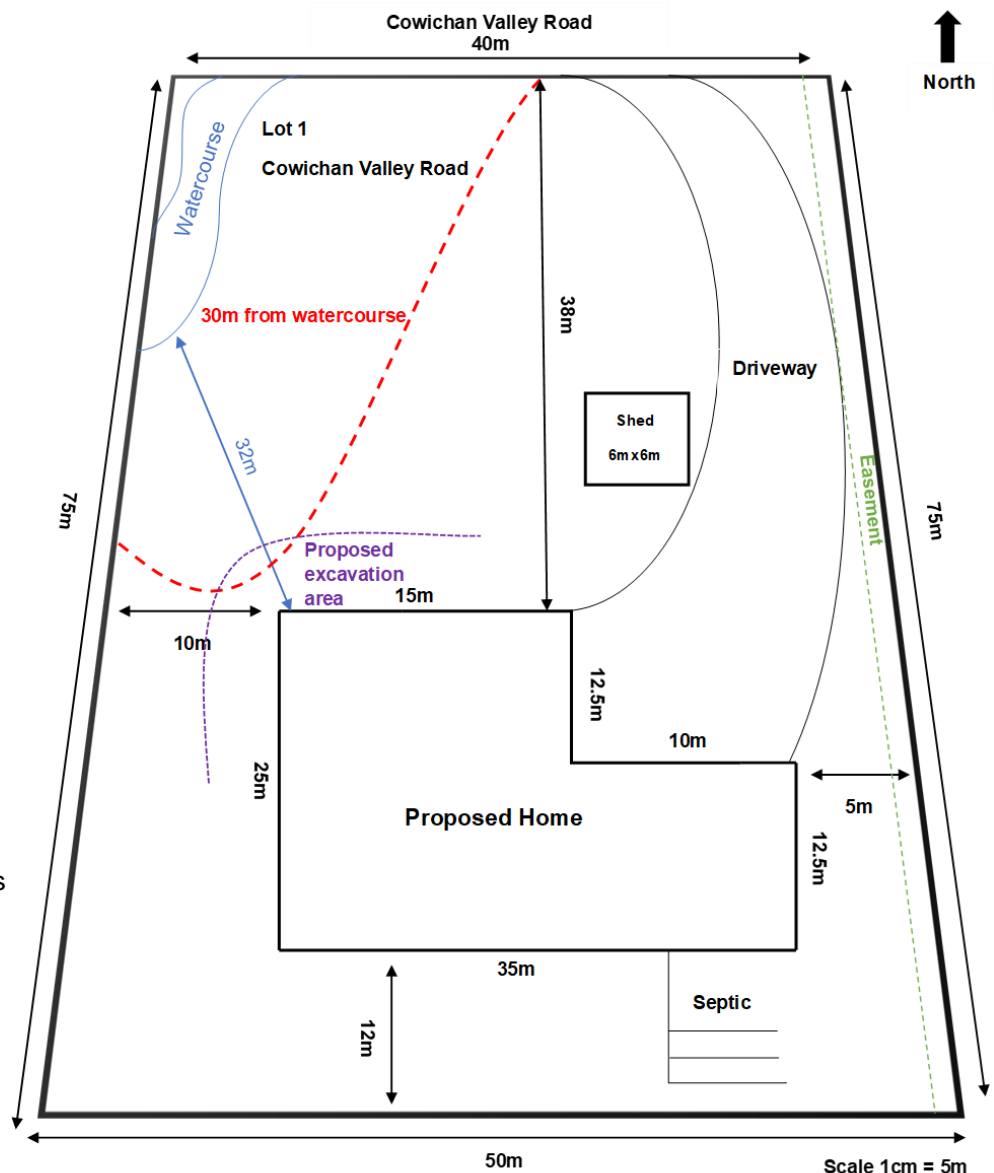 Cowichan Valley Road
40m
North
Lot 1
Cowichan Valley Road
Watercourse
30m from watercourse
38m
Driveway
Shed
6m x6m
32m
Easement
75m
75m
Proposed
excavation
area
15m
10m
12.5m
10m
5m
25m
Proposed Home
12.5m
s
35m
Septic
12m
50m
Scale 1cm = 5m